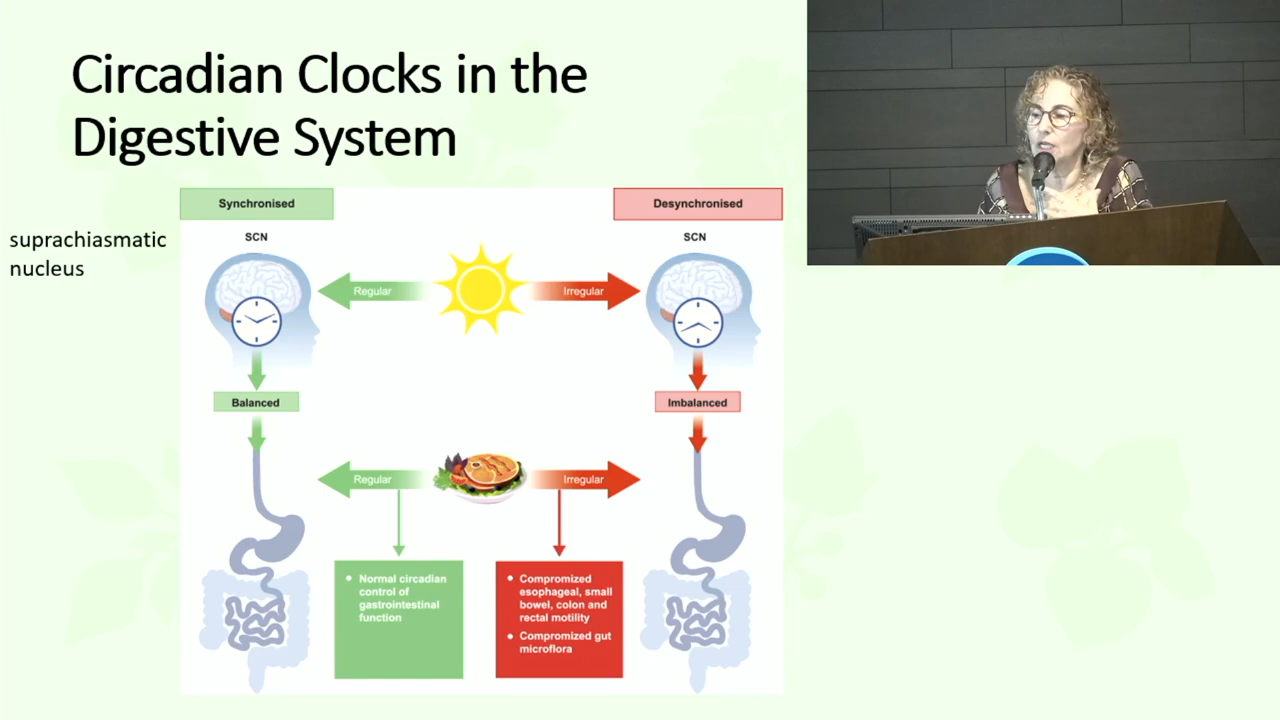 Circadian Clocks in the
Digestive System
suprachiasmatic
nucleus
Synchronised
Desynchronised
SCN
SCN
Regular
Irregular
Balanced
Imbalanced
Regular
Irregular
• Normal circadian
control of
gastrointestinal
function
• Compromized
esophageal, small
bowel, colon and
rectal motility
• Compromized gut
microflora